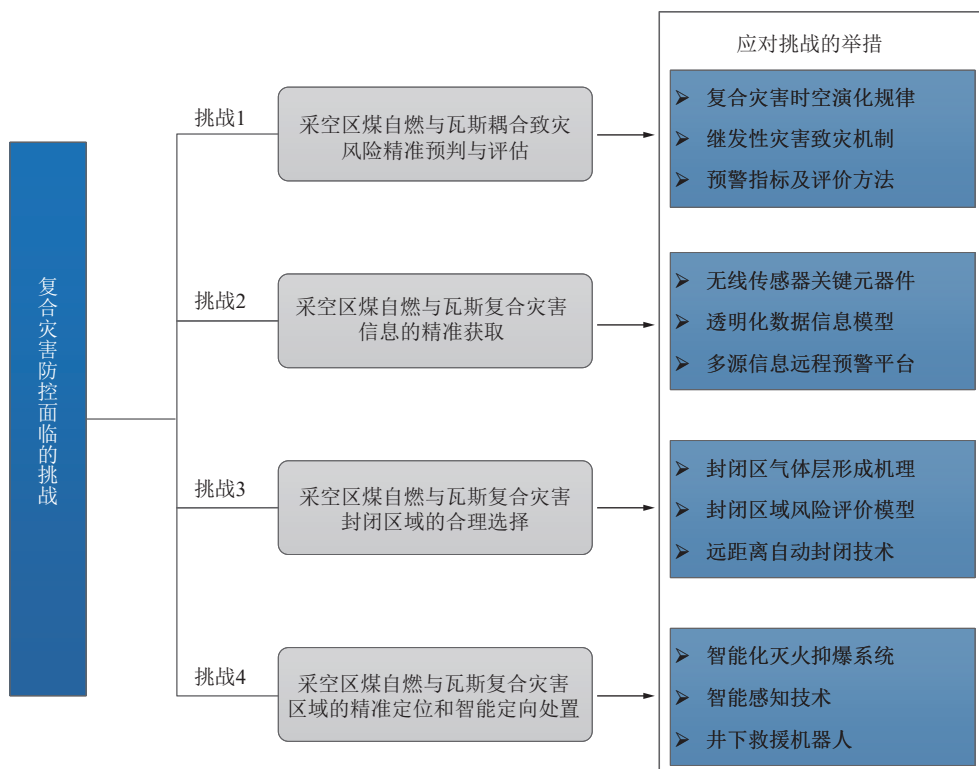 复合灾害防控面临的挑战
应对挑战的举措
挑战1
采空区煤自燃与瓦斯耦合致灾
风险精准预判与评估
➤ 复合灾害时空演化规律
➤ 继发性灾害致灾机制
➤ 预警指标及评价方法
挑战2
采空区煤自燃与瓦斯复合灾害
信息的精准获取
➤ 无线传感器关键元器件
➤ 透明化数据信息模型
➤ 多源信息远程预警平台
挑战3
采空区煤自燃与瓦斯复合灾害
封闭区域的合理选择
➤ 封闭区气体层形成机理
➤ 封闭区域风险评价模型
➤ 远距离自动封闭技术
挑战4
采空区煤自燃与瓦斯复合灾害
区域的精准定位和智能定向处置
➤ 智能化灭火抑爆系统
➤ 智能感知技术
➤ 井下救援机器人